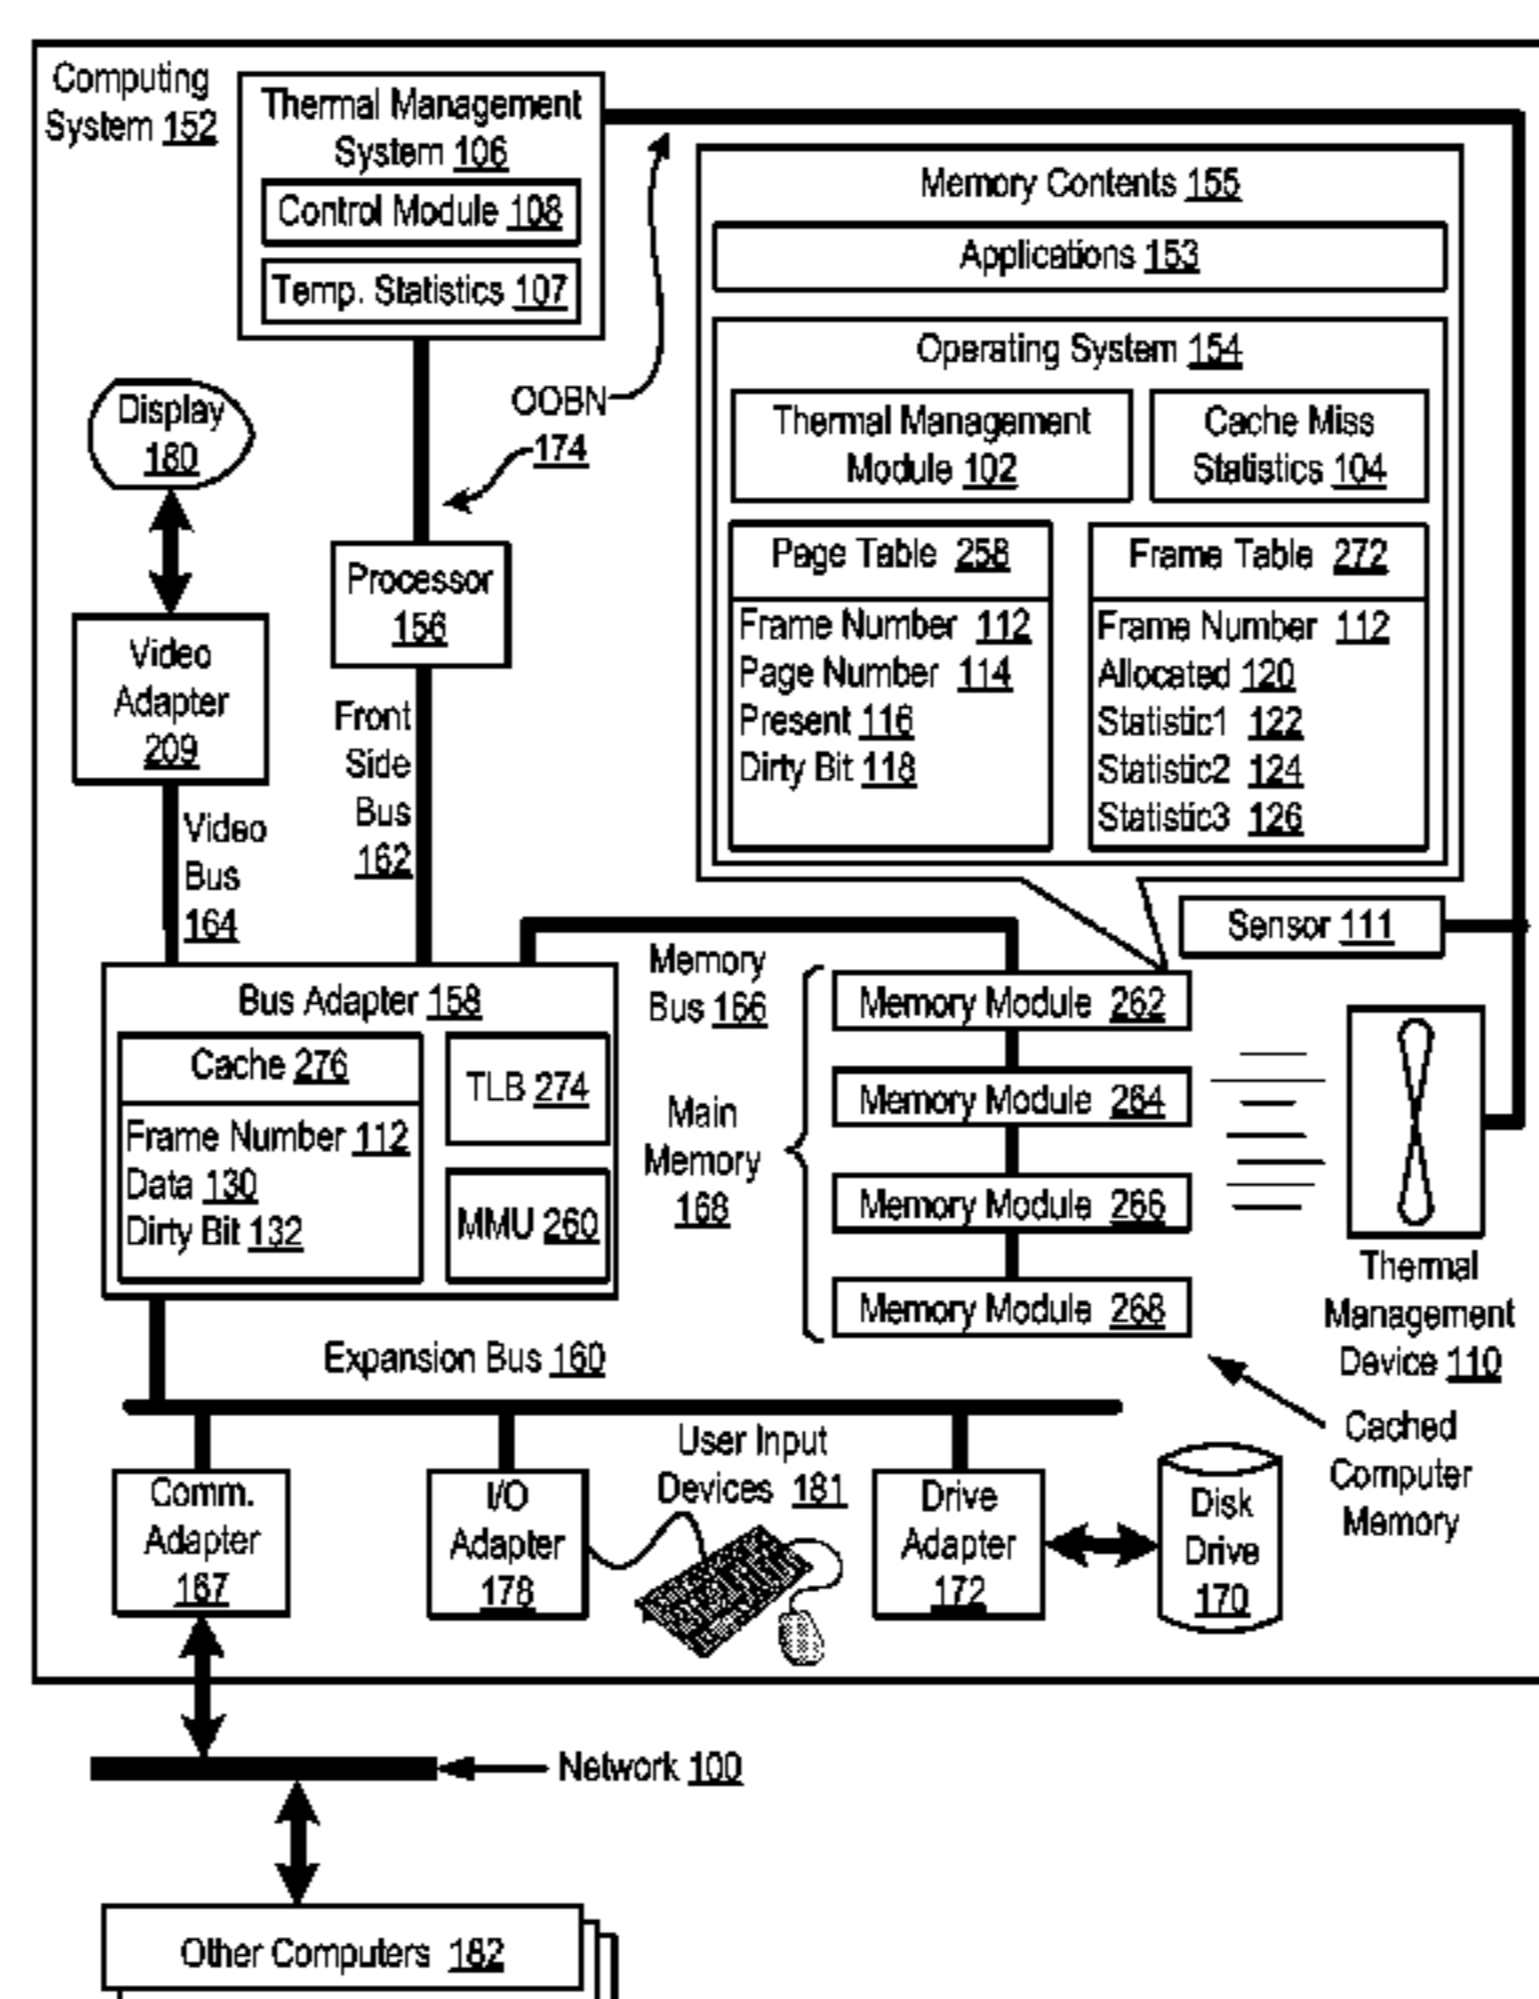 Computing
System 152
Thermal Management
System 106
Control Module 108
Temp. Statistics 107
Memory Contents 155
Applications 153
Operating System 154
Thermal Management
Module 102
Cache Miss
Statistics 104
Page Table 258
Frame Number 112
Page Number 114
Present 116
Dirty Bit 118
Frame Table 272
Frame Number 112
Allocated 120
Statistic1 122
Statistic2 124
Statistic3 126
OOBN
174
Display
180
Processor
156
Video
Adapter
209
Front
Side
Bus
162
Video
Bus
164
Sensor 111
Bus Adapter 158
Cache 276
Frame Number 112
Data 130
Dirty Bit 132
TLB 274
MMU 260
Memory
Bus 166
Main
Memory
168
Memory Module 262
Memory Module 264
Memory Module 266
Memory Module 268
Thermal
Management
Device 110
Expansion Bus 160
Cached
Computer
Memory
Comm.
Adapter
167
I/O
Adapter
178
User Input
Devices 181
Drive
Adapter
172
Disk
Drive
170
Network 100
Other Computers 182